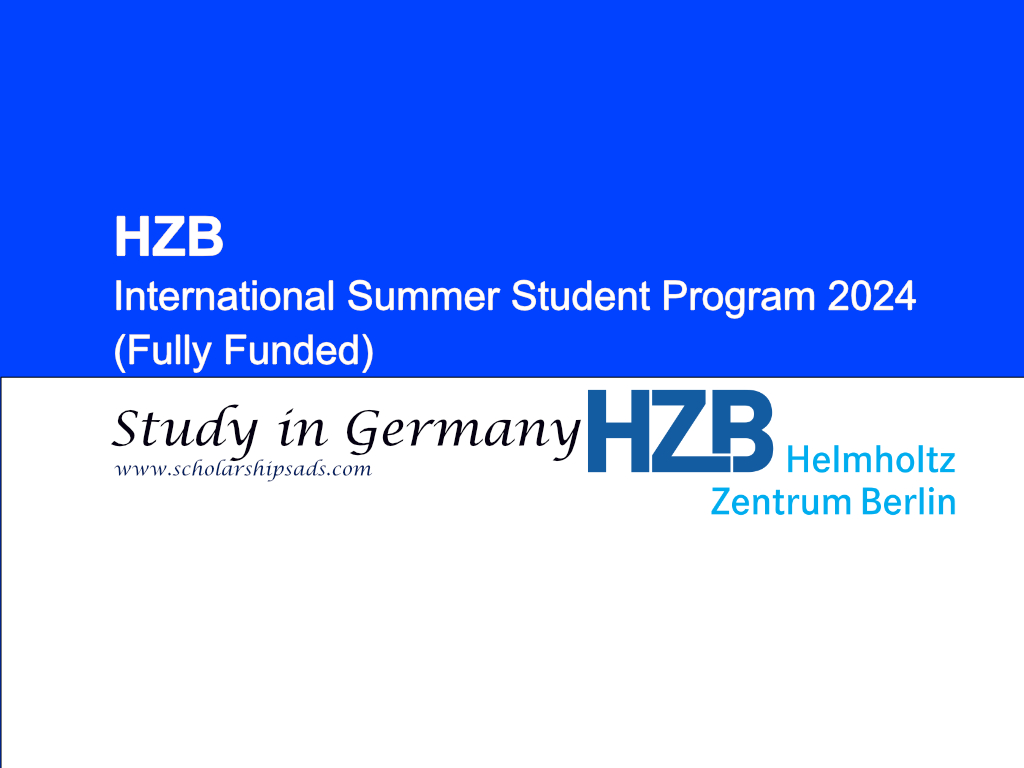 HZB
International Summer Student Program 2024
(Fully Funded)
Study in Germany
www.scholarshipsads.com
HZB Helmholtz
Zentrum Berlin